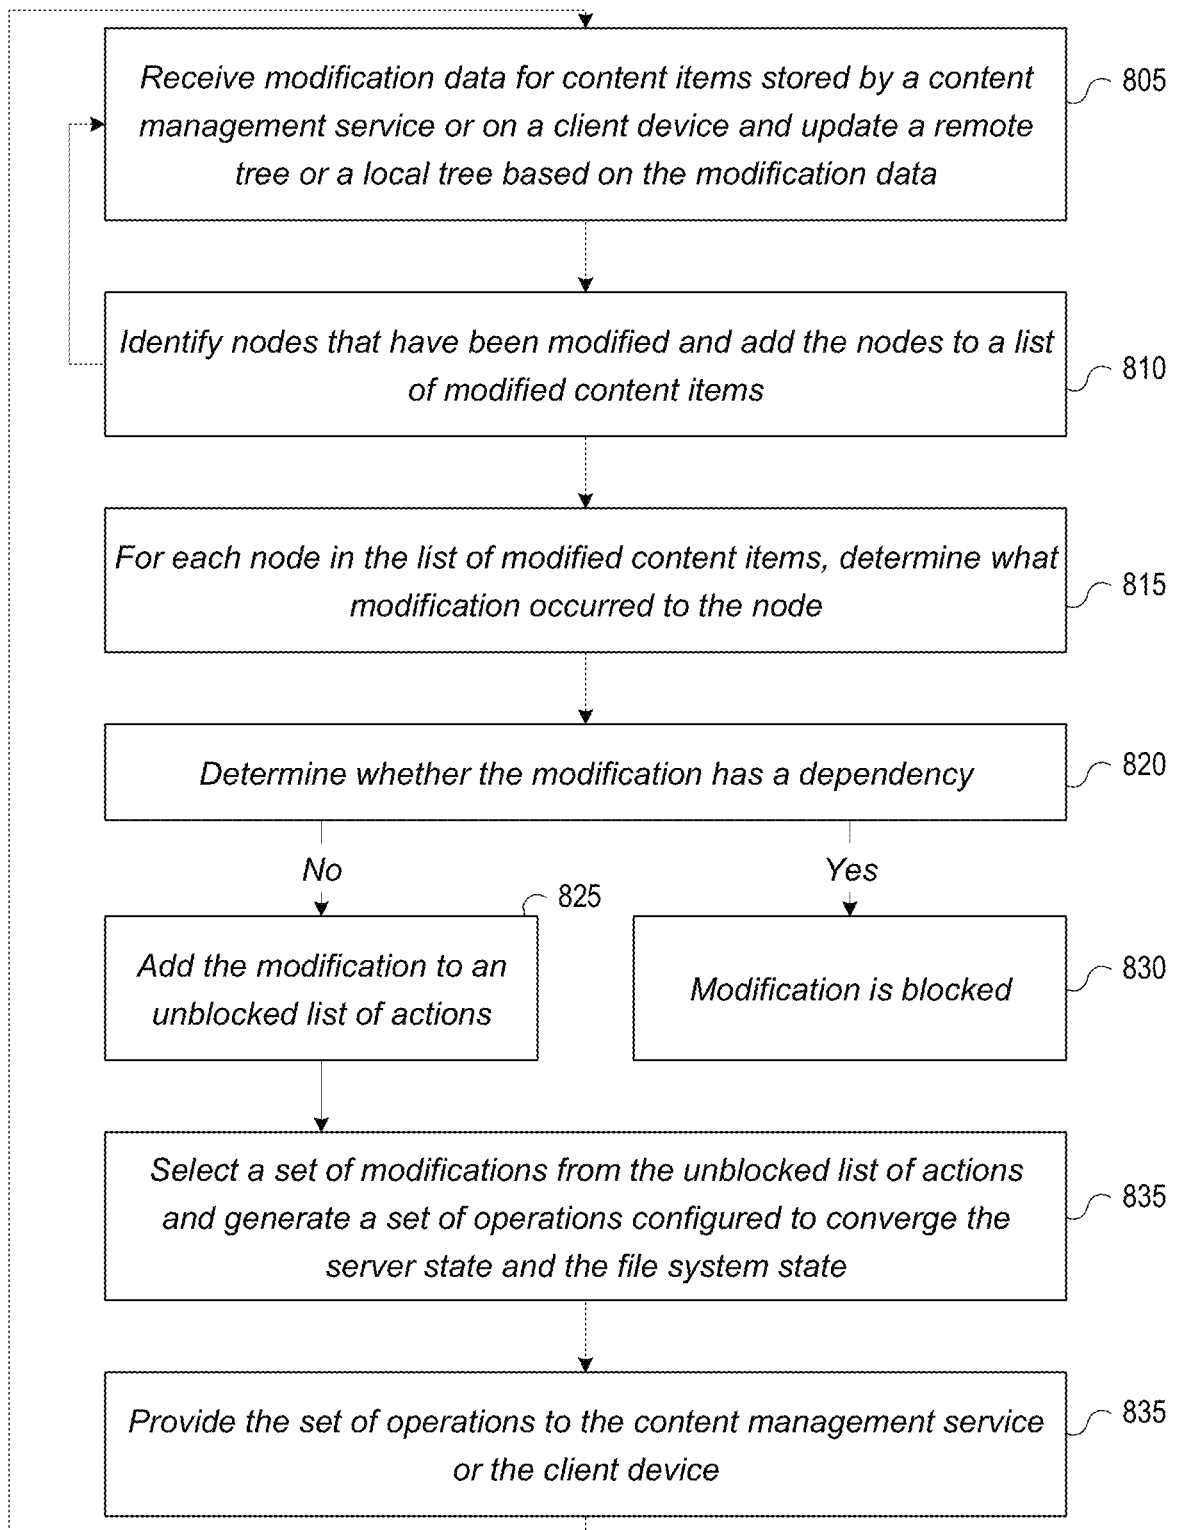 Receive modification data for content items stored by a content
management service or on a client device and update a remote
tree or a local tree based on the modification data
805
Identify nodes that have been modified and add the nodes to a list
of modified content items
810
For each node in the list of modified content items, determine what
modification occurred to the node
815
Determine whether the modification has a dependency
820
No
Yes
825
Add the modification to an
unblocked list of actions
Modification is blocked
830
Select a set of modifications from the unblocked list of actions
and generate a set of operations configured to converge the
server state and the file system state
835
Provide the set of operations to the content management service
or the client device
835